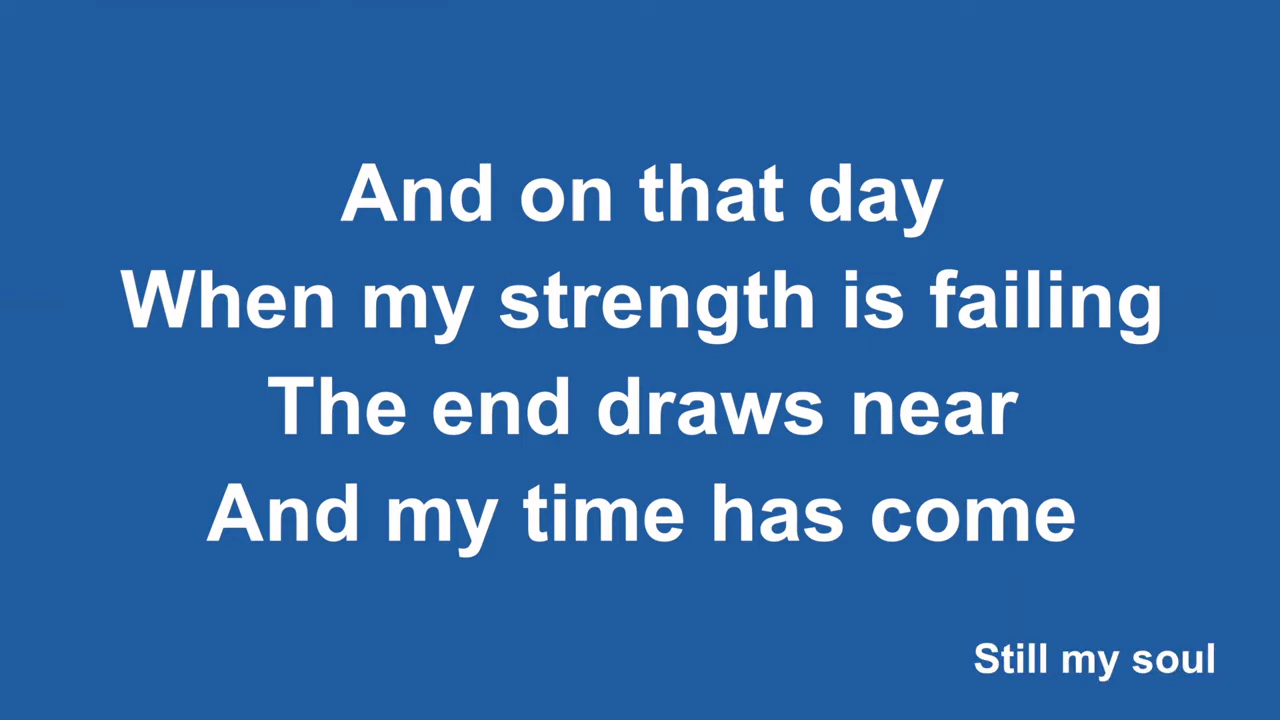 And on that day
When my strength is failing
The end draws near
And my time has come
Still my soul